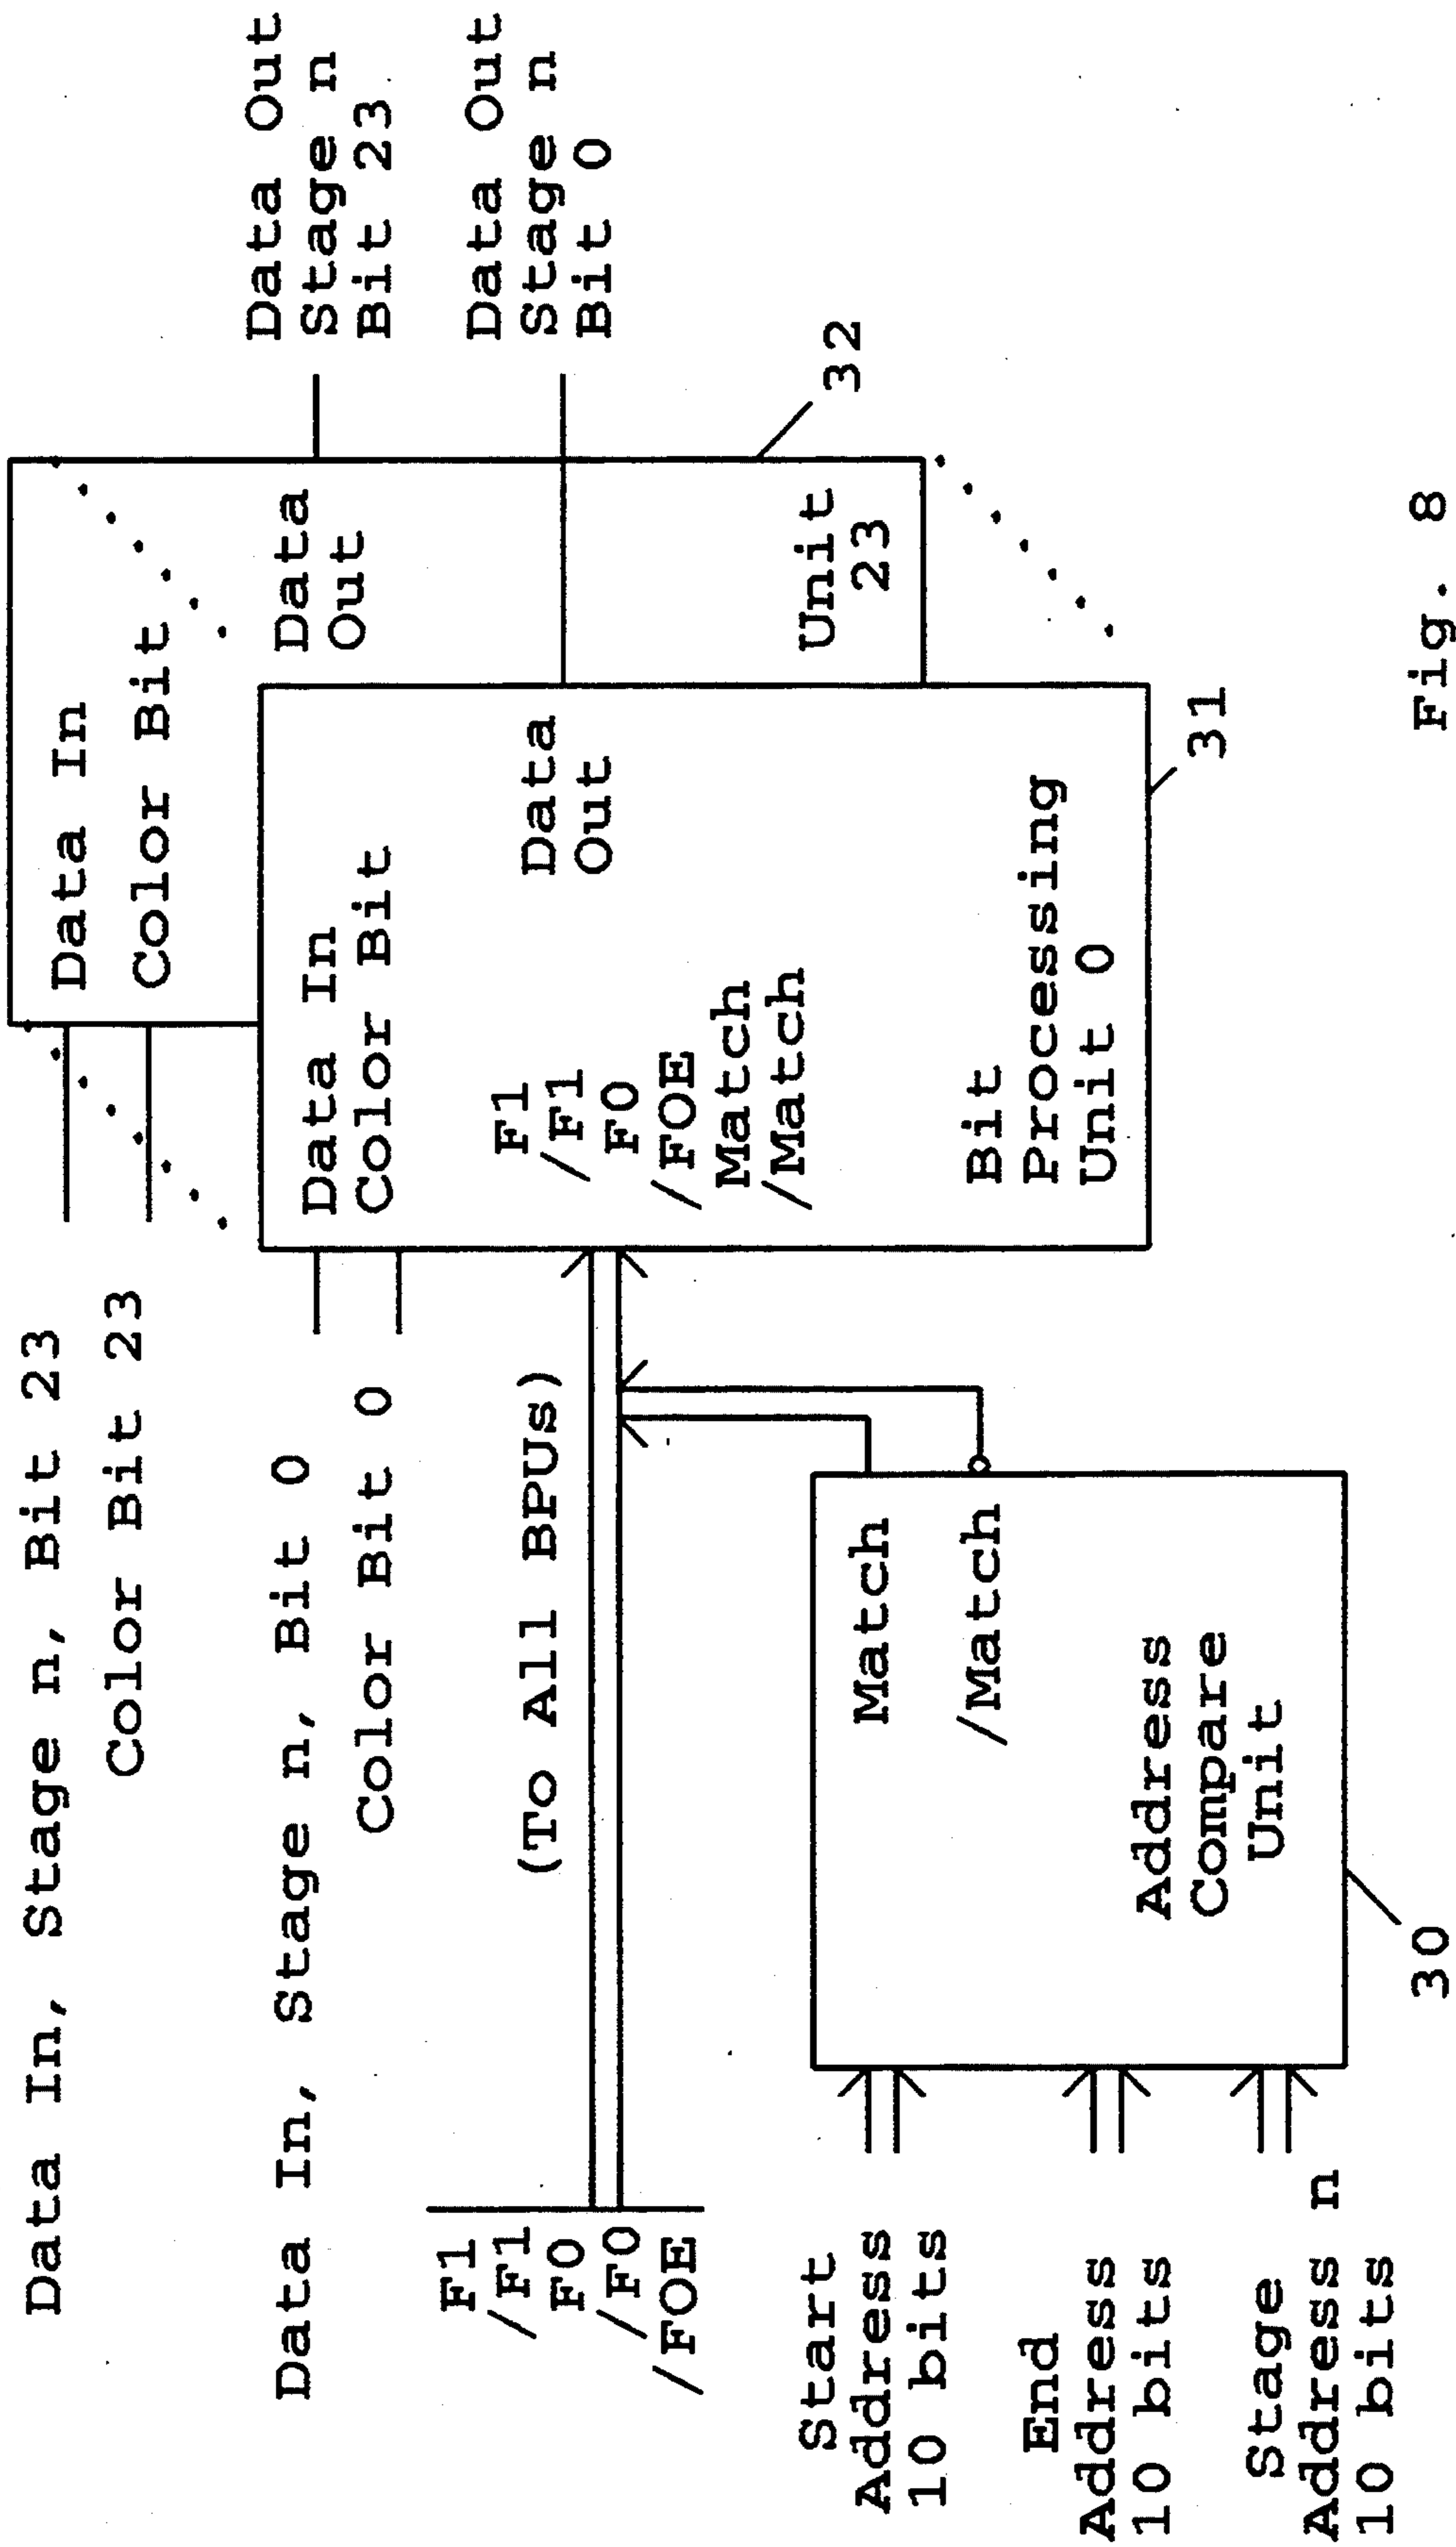 Data In, Stage n, Bit 23
Color Bit 23
Data In
Color Bit
Data Out
Stage n
Bit 23
Data
Out
Unit
23
32
Data In, Stage n, Bit 0
Color Bit 0
Data In
Color Bit
Data Out
Stage n
Bit 0
Data
Out
(To All BPUs)
F1
/F1
F0
/F0
/FOE
F1
/F1
F0
/FOE
Match
/Match
Bit
Processing
Unit 0
31
Start
Address
10 bits
End
Address
10 bits
Stage
Address n
10 bits
Match
/Match
Address
Compare
Unit
30
Fig. 8